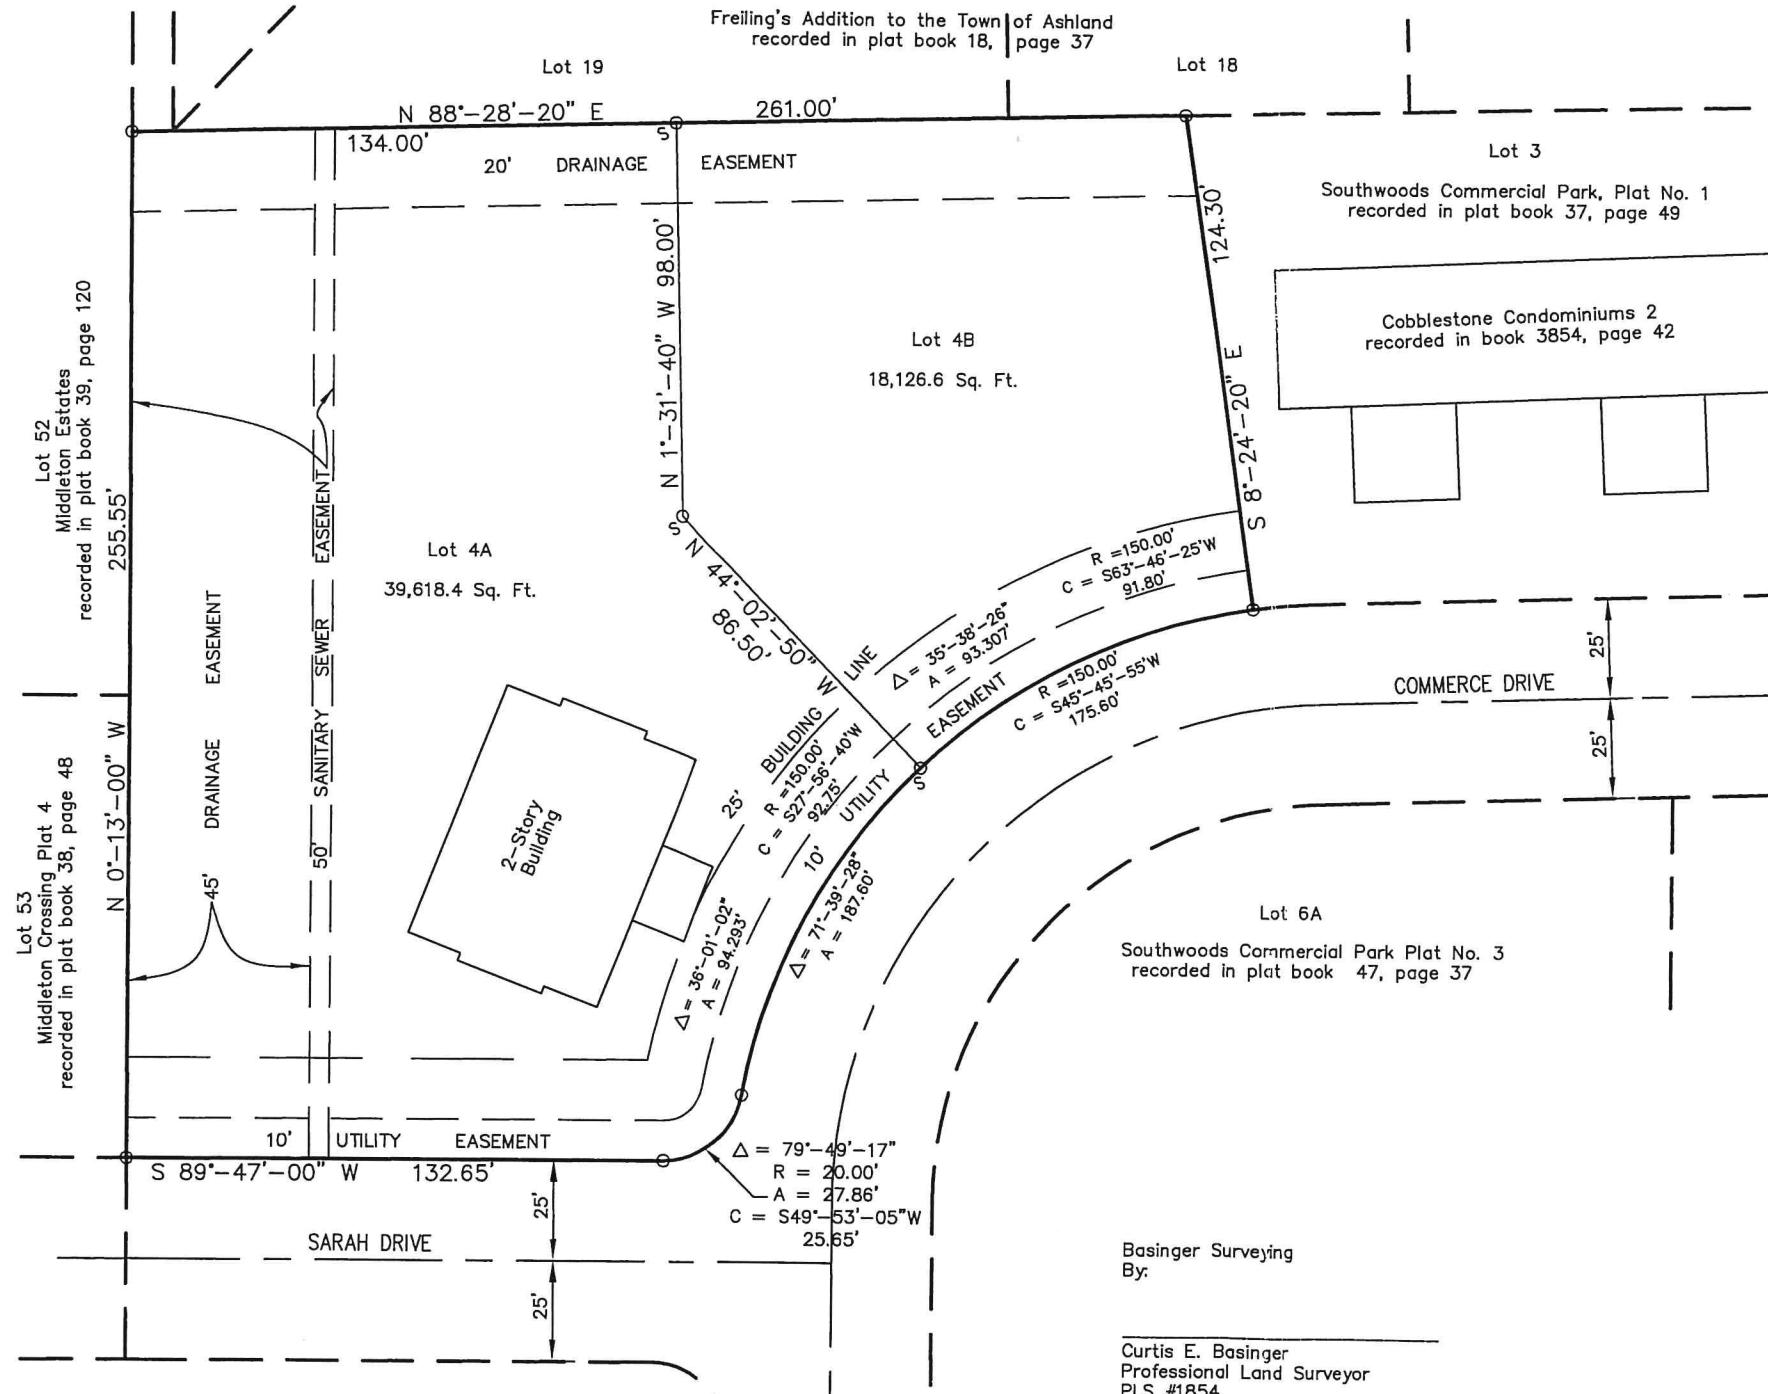 Freiling's Addition to the Town of Ashland
recorded in plat book 18, page 37
Lot 19
Lot 18
N 88°-28'-20" E
261.00'
S
134.00'
20' DRAINAGE EASEMENT
Lot 3
Southwoods Commercial Park, Plat No. 1
recorded in plat book 37, page 49
124.30'
S 8°-24'-20" E
N 1°-31'-40" W 98.00'
Cobblestone Condominiums 2
recorded in book 3854, page 42
Lot 4B
18,126.6 Sq. Ft.
Lot 52
Middleton Estates
recorded in plat book 39, page 120
255.55'
N 0°-13'-00" W
Lot 4A
39,618.4 Sq. Ft.
S
N 44°-02'-50" W
86.50'
R =150.00'
C = S63°-46'-25"W
91.80'
Δ= 35°-38'-26"
A = 93.307'
R =150.00'
C = S45°-45'-55"W
175.60'
25' BUILDING LINE
10' UTILITY EASEMENT
S
R =150.00'
C = S27°-56'-40"W
92.75'
Δ= 36°-01'-02"
A = 94.293'
Δ= 71°-39'-28"
A = 187.60'
COMMERCE DRIVE
25'
25'
DRAINAGE EASEMENT
45'
50' SANITARY SEWER EASEMENT
2-Story
Building
Lot 53
Middleton Crossing Plat 4
recorded in plat book 38, page 48
Lot 6A
Southwoods Commercial Park Plat No. 3
recorded in plat book 47, page 37
10' UTILITY EASEMENT
S 89°-47'-00" W 132.65'
Δ = 79°-49'-17"
R = 20.00'
A = 27.86'
C = S49°-53'-05"W
25.65'
25'
SARAH DRIVE
25'
Basinger Surveying
By:
Curtis E. Basinger
Professional Land Surveyor
PLS #1854